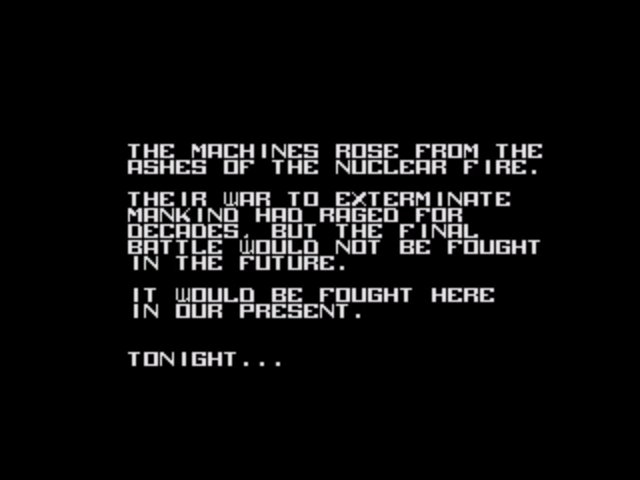 THE MACHINES ROSE FROM THE
ASHES OF THE NUCLEAR FIRE.
THEIR WAR TO EXTERMINATE
MANKIND HAD RAGED FOR
DECADES, BUT THE FINAL
BATTLE WOULD NOT BE FOUGHT
IN THE FUTURE.
IT WOULD BE FOUGHT HERE
IN OUR PRESENT.
TONIGHT...